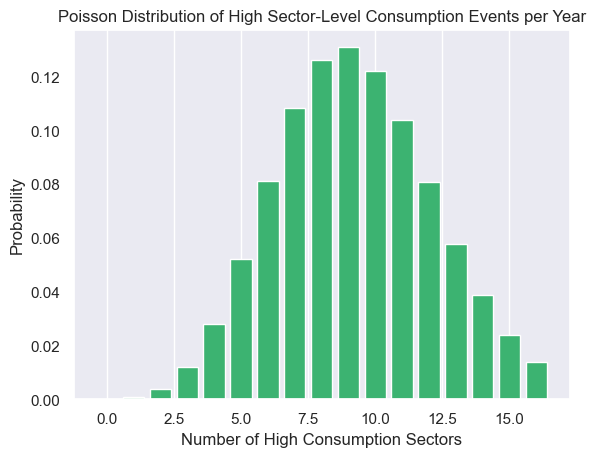 Poisson Distribution of High Sector-Level Consumption Events per Year
0.12
0.10
0.08
0.06
0.04
0.02
0.00
Probability
0.0 2.5 5.0 7.5 10.0 12.5 15.0
Number of High Consumption Sectors